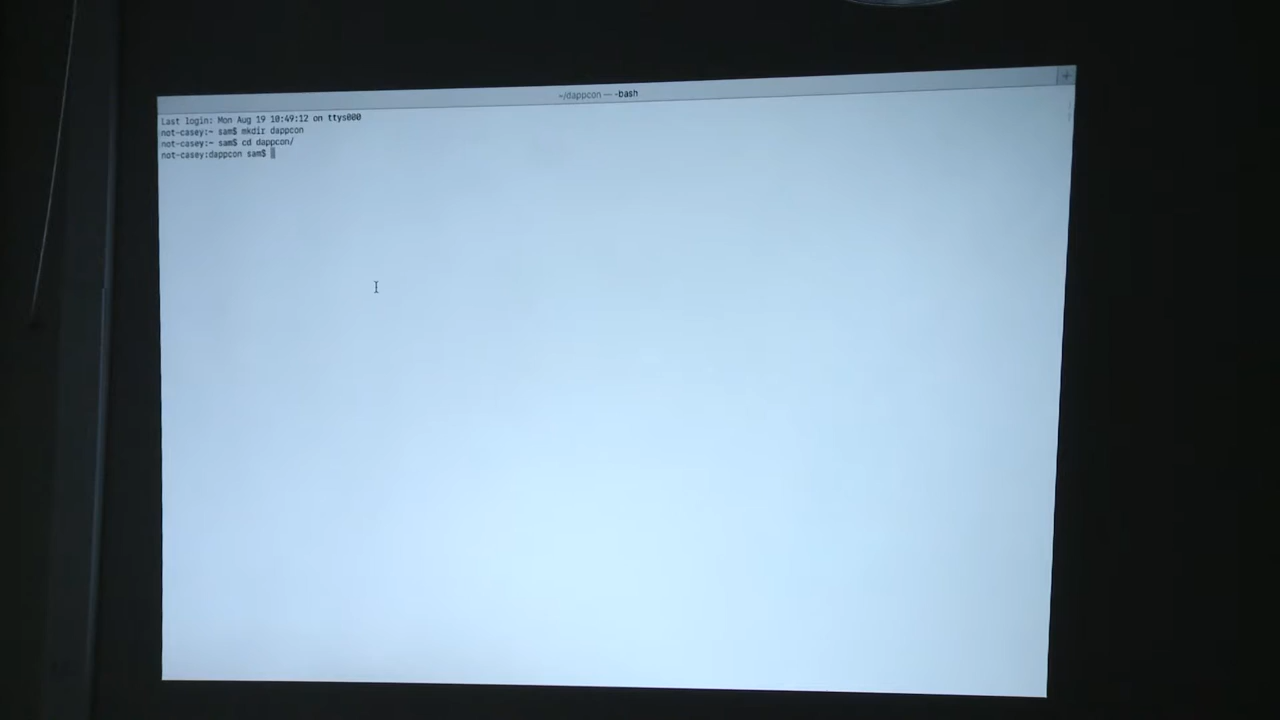 ~/dappcon — -bash
Last login: Mon Aug 19 10:49:12 on ttys000
not-casey:~ sam$ mkdir dappcon
not-casey:~ sam$ cd dappcon/
not-casey:dappcon sam$